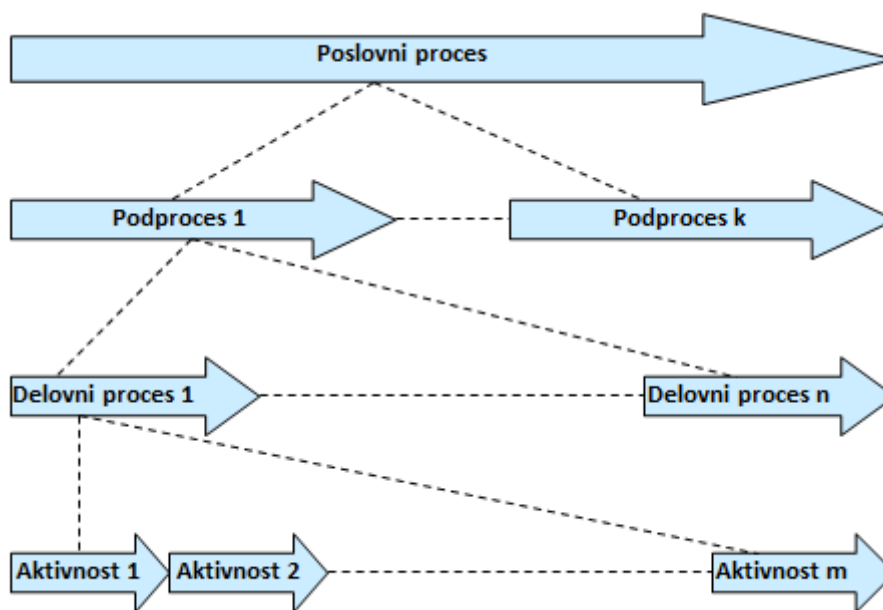 Poslovni proces
Podproces 1
Podproces k
Delovni proces 1
Delovni proces n
Aktivnost 1
Aktivnost 2
Aktivnost m